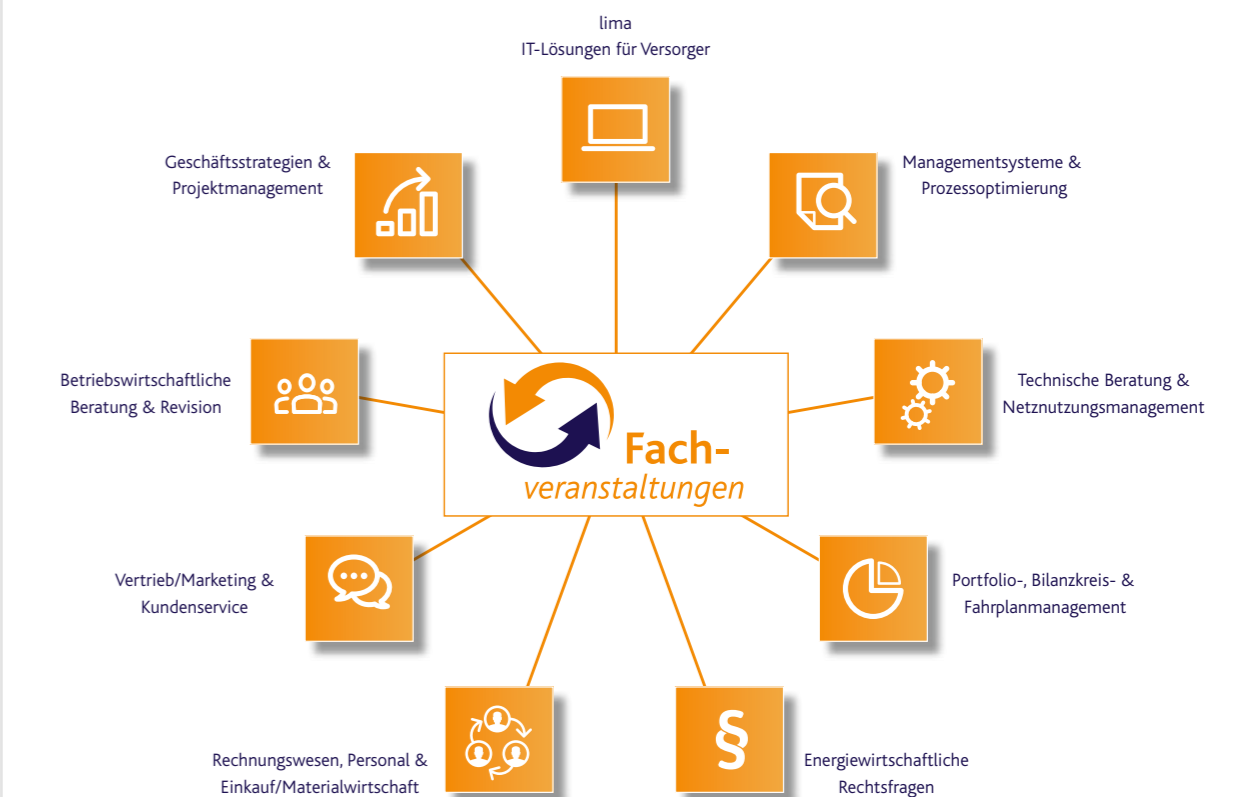 lima
IT-Lösungen für Versorger
Geschäftsstrategien &
Projektmanagement
Managementsysteme &
Prozessoptimierung
Betriebswirtschaftliche
Beratung & Revision
Technische Beratung &
Netznutzungsmanagement
Fach-
veranstaltungen
Vertrieb/Marketing &
Kundenservice
Portfolio-, Bilanzkreis- &
Fahrplanmanagement
§
Rechnungswesen, Personal &
Einkauf/Materialwirtschaft
Energiewirtschaftliche
Rechtsfragen